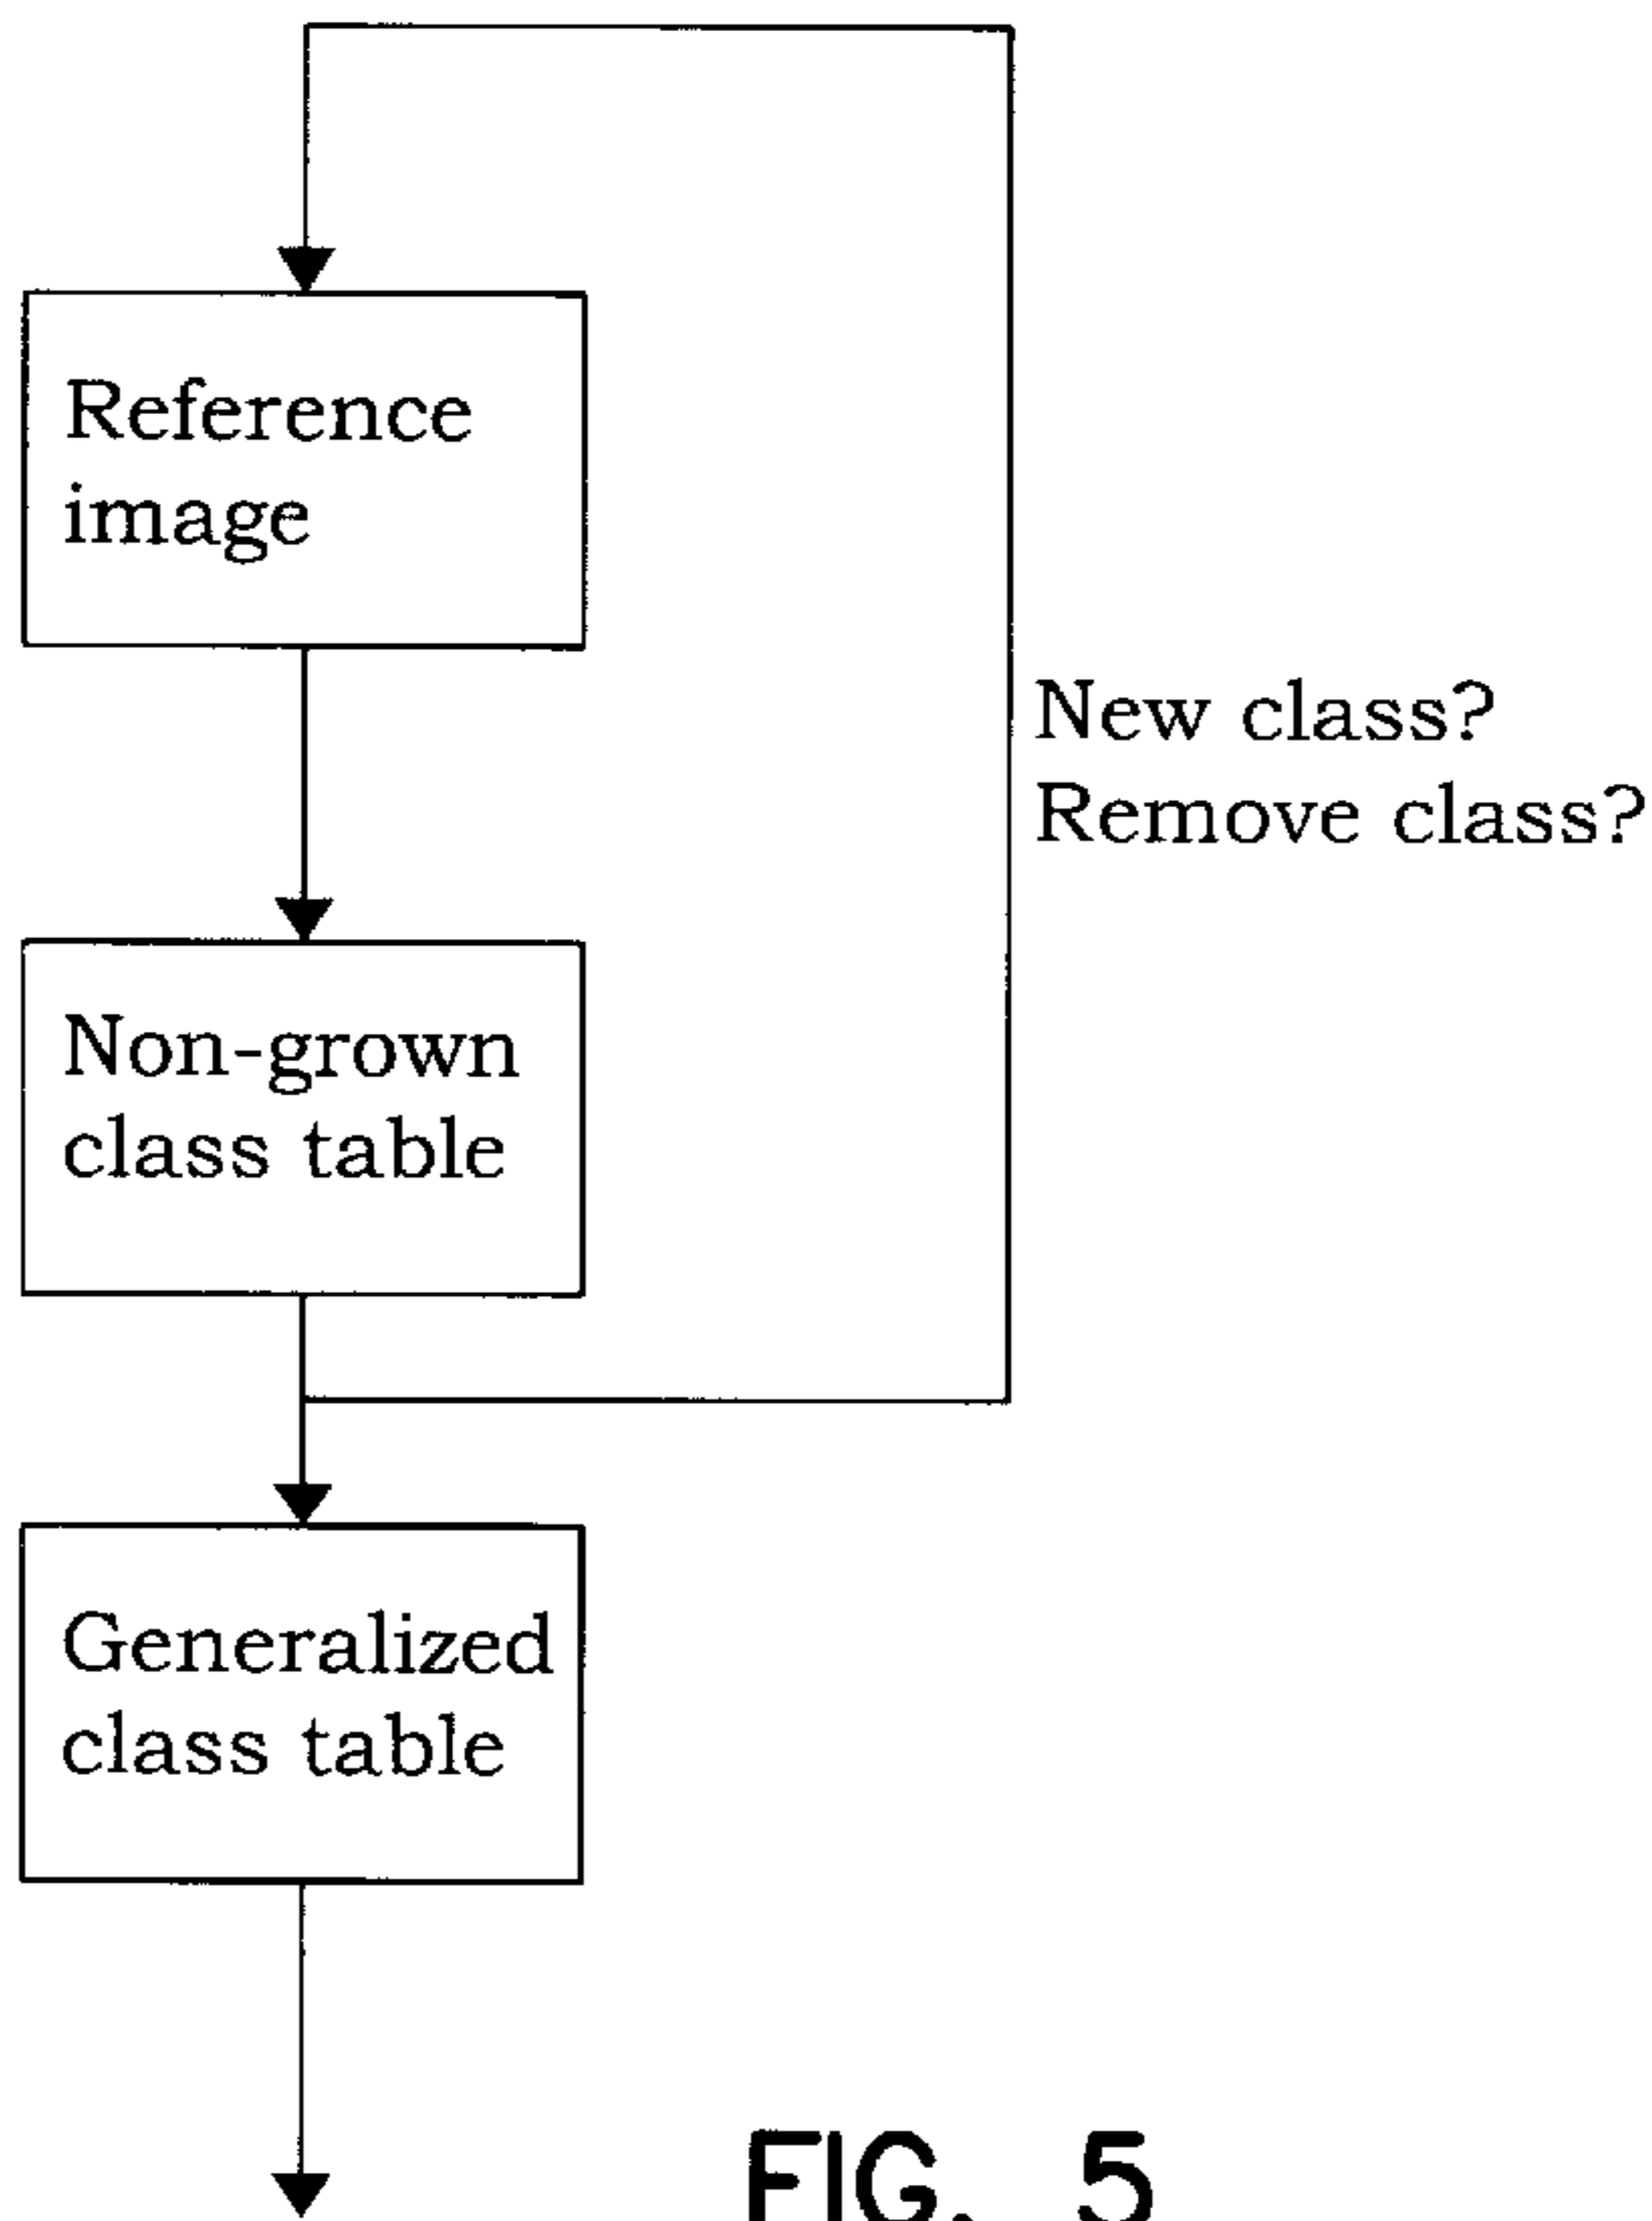 Reference
image
New class?
Remove class?
Non-grown
class table
Generalized
class table
FIG. 5